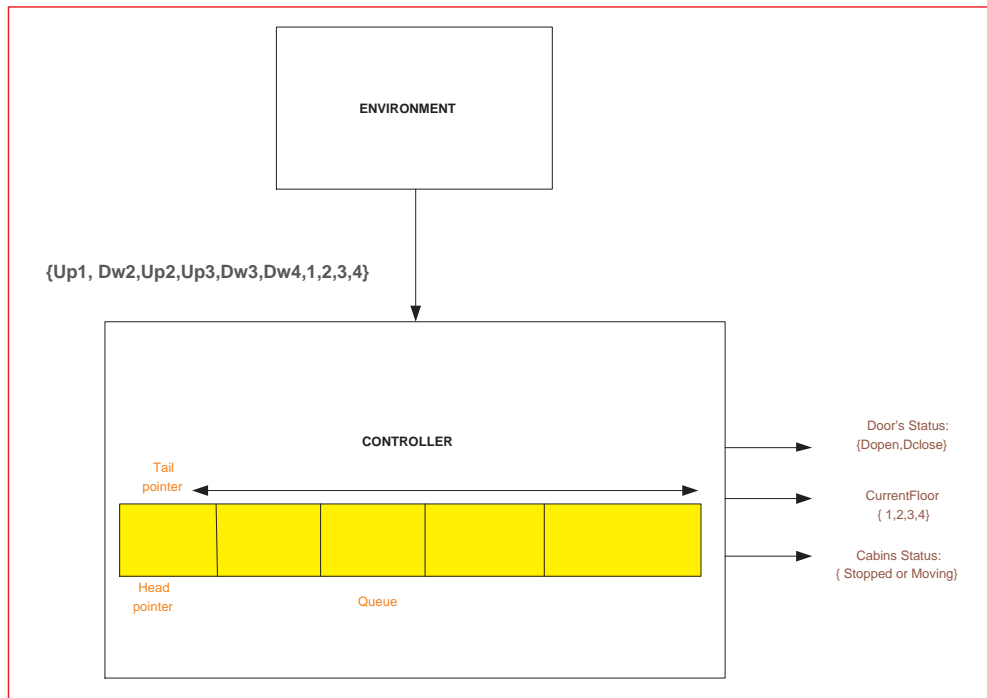 ENVIRONMENT
{Up1, Dw2,Up2,Up3,Dw3,Dw4,1,2,3,4}
CONTROLLER
Tail
pointer
Head
pointer
Queue
Door's Status:
{Dopen,Dclose}
CurrentFloor
{ 1,2,3,4}
Cabins Status:
{ Stopped or Moving}